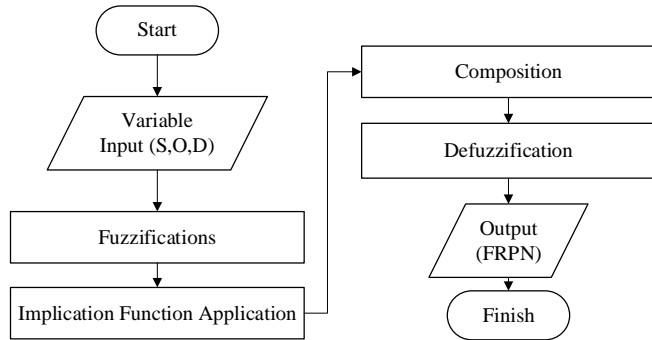 Start
Variable
Input (S,O,D)
Fuzzifications
Implication Function Application
Composition
Defuzzification
Output
(FRPN)
Finish